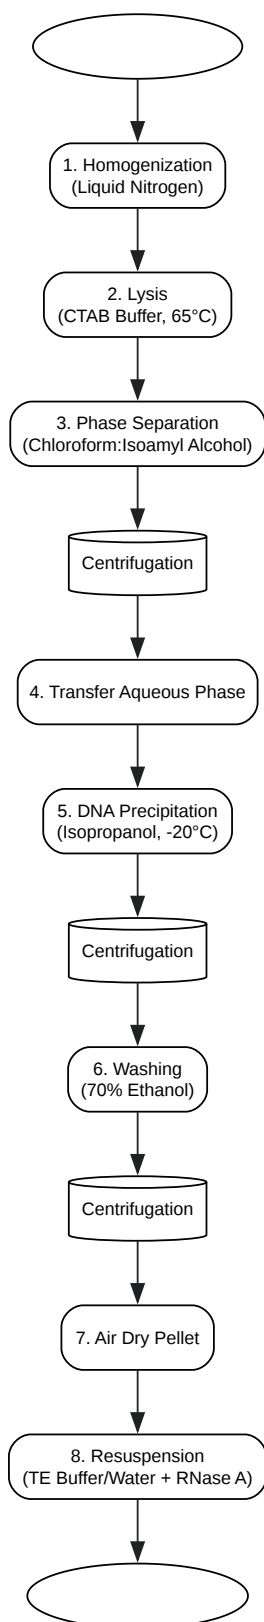 1. Homogenization
(Liquid Nitrogen)
2. Lysis
(CTAB Buffer, 65°C)
3. Phase Separation
(Chloroform:Isoamyl Alcohol)
Centrifugation
4. Transfer Aqueous Phase
5. DNA Precipitation
(Isopropanol, -20°C)
Centrifugation
6. Washing
(70% Ethanol)
Centrifugation
7. Air Dry Pellet
8. Resuspension
(TE Buffer/Water + RNase A)